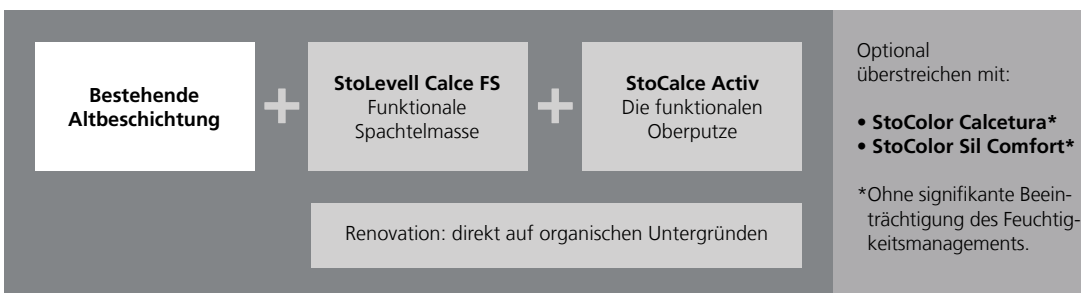 Bestehende
Altbeschichtung
+
StoLevell Calce FS
Funktionale
Spachtelmasse
+
StoCalce Activ
Die funktionalen
Oberputze
Renovation: direkt auf organischen Untergründen
Optional
überstreichen mit:
• StoColor Calcetura*
• StoColor Sil Comfort*
*Ohne signifikante Beein-
trächtigung des Feuchtig-
keitsmanagements.